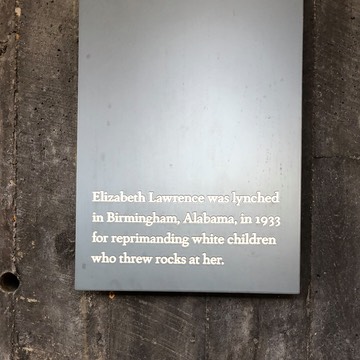 Elizabeth Lawrence was lynched
in Birmingham, Alabama, in 1933
for reprimanding white children
who threw rocks at her.